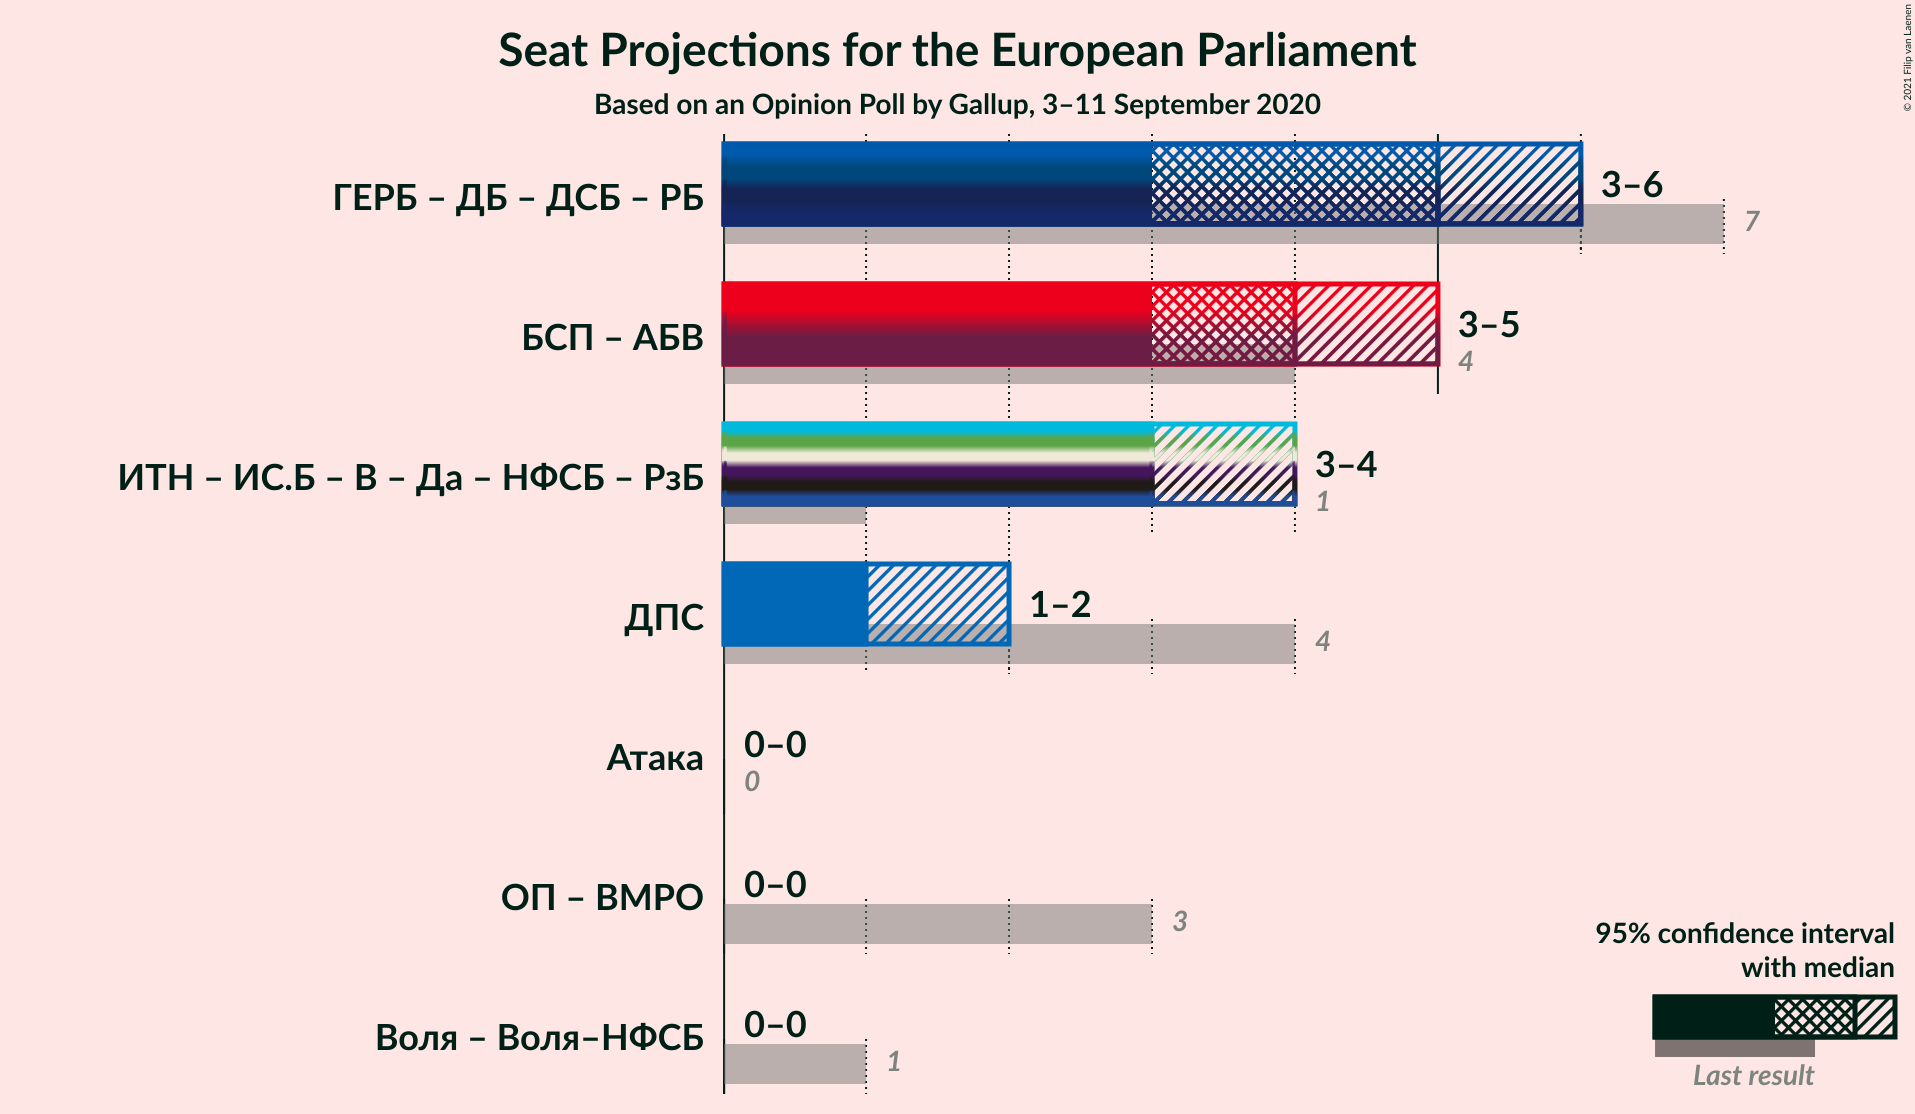 © 2021 Filip van Laenen
Seat Projections for the European Parliament
Based on an Opinion Poll by Gallup, 3–11 September 2020
ГЕРБ – ДБ – ДСБ – РБ
3–6
7
БСП – АБВ
3–5
4
ИТН – ИС.Б – В – Да – НФСБ – РзБ
3–4
1
ДПС
1–2
4
Атака
0–0
0
ОП – ВМРО
0–0
3
Воля – Воля–НФСБ
0–0
1
95% confidence interval
with median
Last result